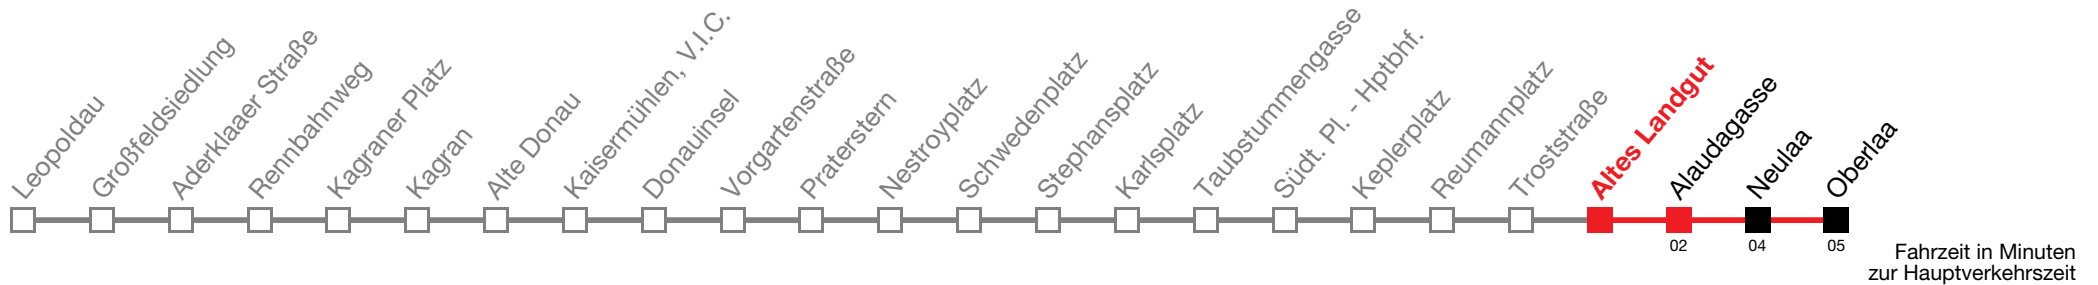 Leopoldau
Großfeldsiedlung
Aderklaaer Straße
Rennbahnweg
Kagraner Platz
Kagran
Alte Donau
Kaisermühlen, V.I.C.
Donauinsel
Vorgartenstraße
Praterstern
Nestroyplatz
Schwedenplatz
Stephansplatz
Karlsplatz
Taubstummengasse
Südt. Pl. - Hptbhf.
Keplerplatz
Reumannplatz
Troststraße
Altes Landgut
Alaudagasse
Neulaa
Oberlaa
02
04
05
Fahrzeit in Minuten
zur Hauptverkehrszeit